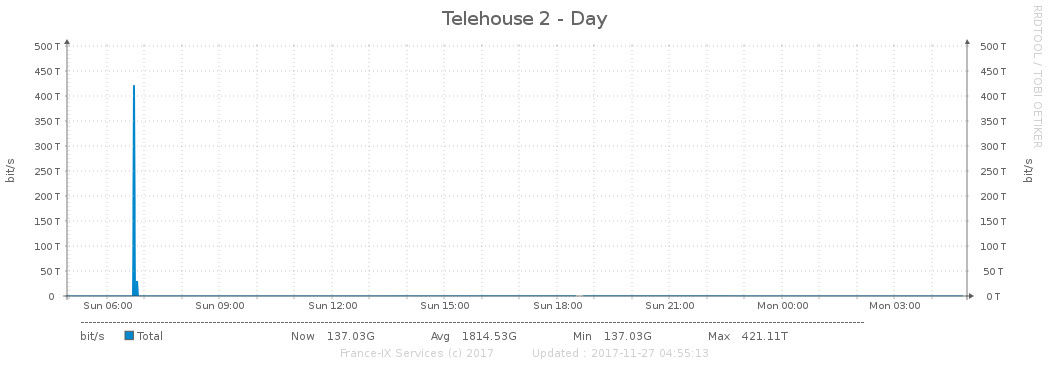 Telehouse 2 - Day
RRDTOOL / TOBI OETIKER
500 T 500 T
450 T 450 T
400 T 400 T
350 T 350 T
300 T 300 T
250 T 250 T
200 T 200 T
150 T 150 T
100 T 100 T
50 T 50 T
0 0 T
bit/s bit/s
Sun 06:00 Sun 09:00 Sun 12:00 Sun 15:00 Sun 18:00 Sun 21:00 Mon 00:00 Mon 03:00
bit/s Total Now 137.03G Avg 1814.53G Min 137.03G Max 421.11T
France-IX Services (c) 2017 Updated : 2017-11-27 04:55:13